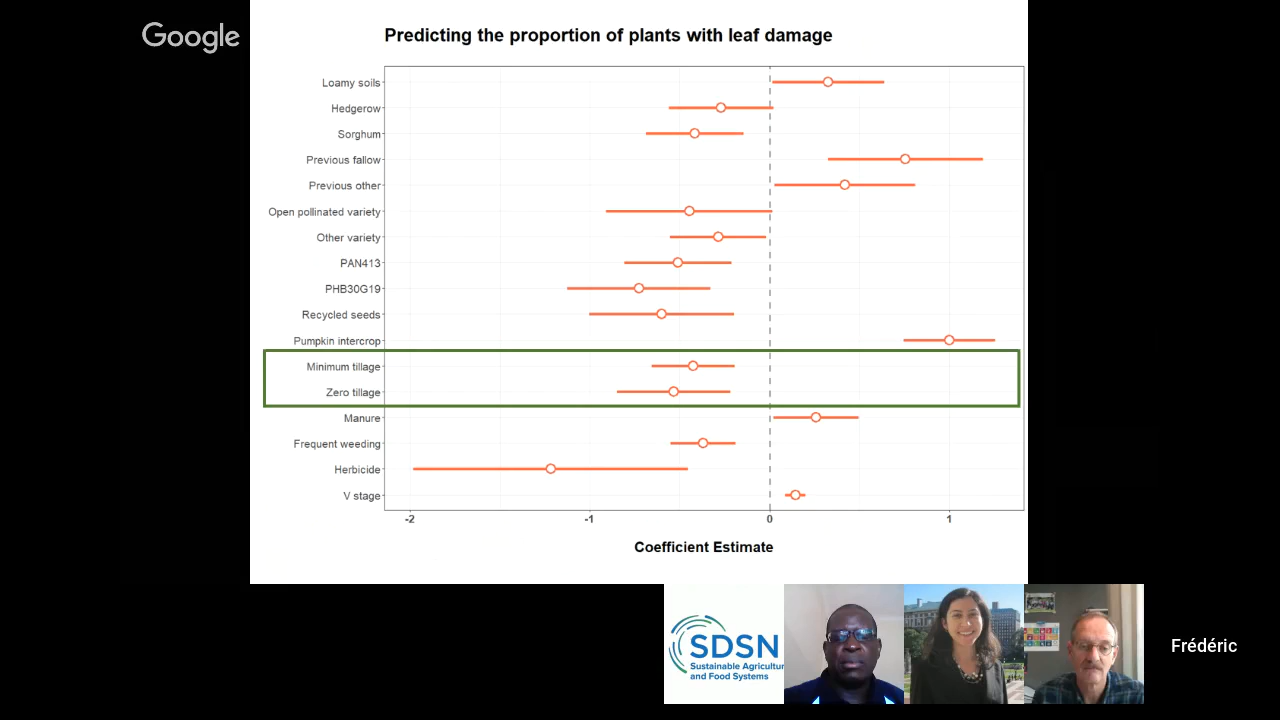 Google
Predicting the proportion of plants with leaf damage
Loamy soils
Hedgerow
Sorghum
Previous fallow
Previous other
Open pollinated variety
Other variety
PAN413
PHB30G19
Recycled seeds
Pumpkin intercrop
Minimum tillage
Zero tillage
Manure
Frequent weeding
Herbicide
V stage
-2 -1 0 1
Coefficient Estimate
SDSN
Sustainable Agricultur
and Food Systems
Frédéric